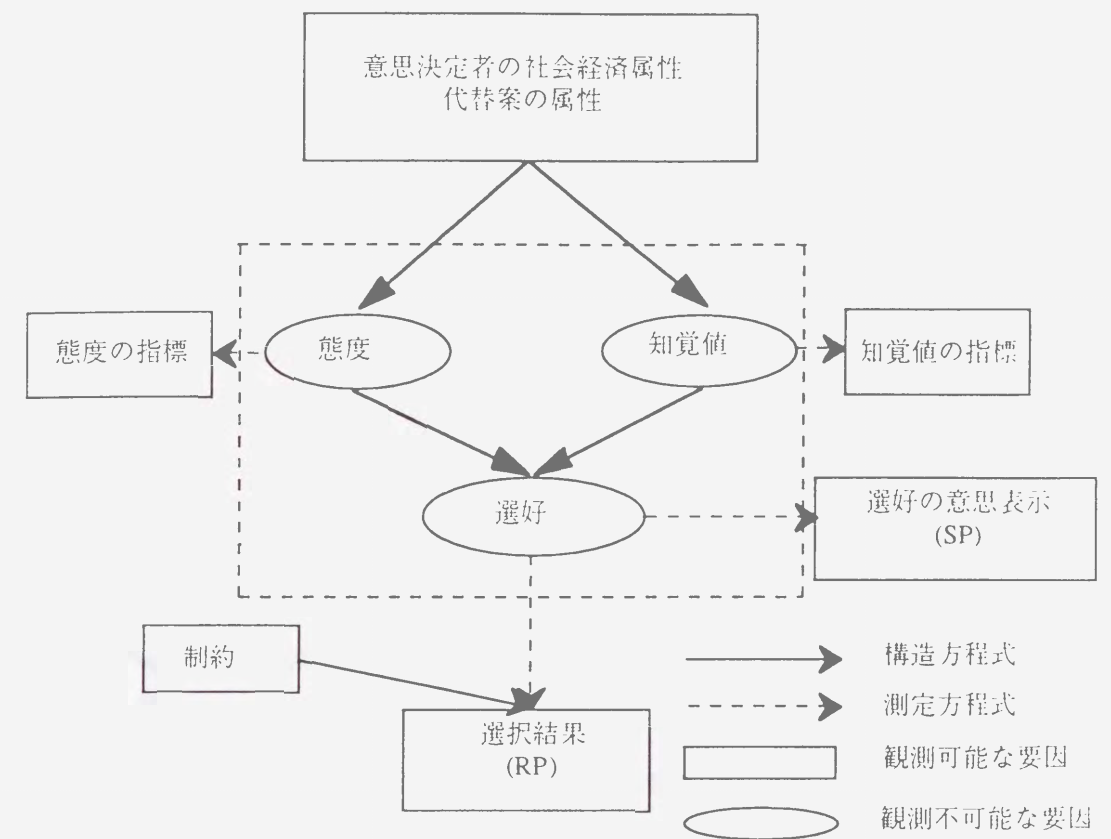 意思決定者の社会経済属性
代替案の属性
態度の指標
態度
知覚値
知覚値の指標
選好
選好の意思表示
(SP)
制約
選択結果
(RP)
構造方程式
測定方程式
観測可能な要因
観測不可能な要因